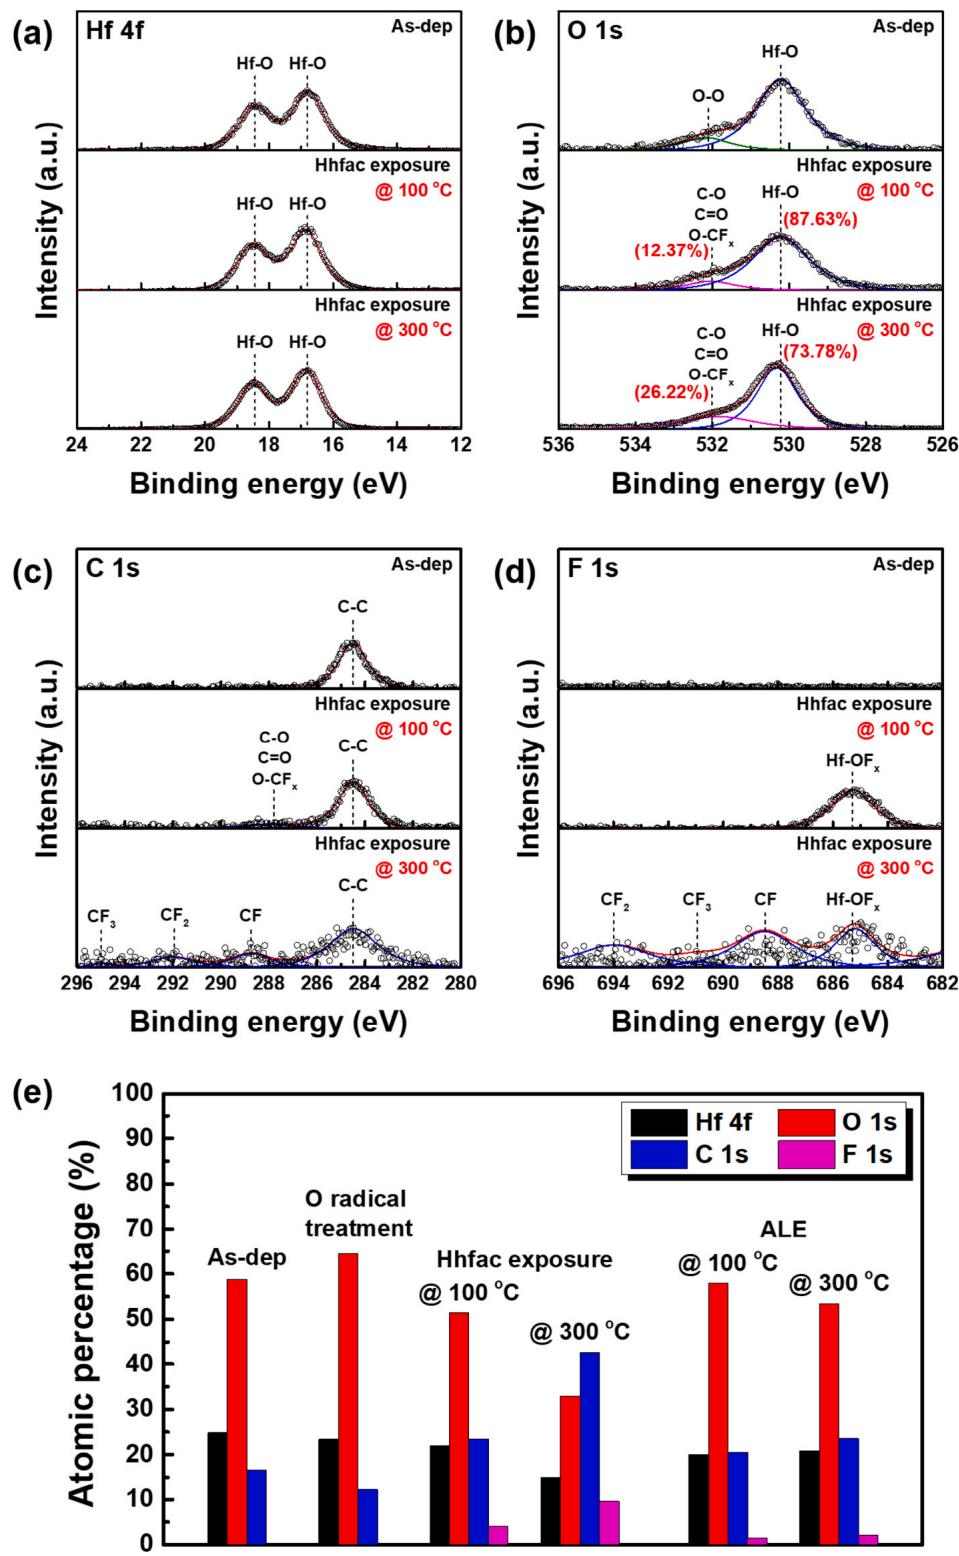 (a)
Hf 4f
As-dep
Hf-O Hf-O
Hhfac exposure
@ 100 °C
Hf-O Hf-O
Hhfac exposure
@ 300 °C
Hf-O Hf-O
24 22 20 18 16 14 12
Binding energy (eV)
Intensity (a.u.)
(b)
O 1s
As-dep
Hf-O
O-O
Hhfac exposure
@ 100 °C
C-O
C=O
O-CFₓ
(12.37%)
Hf-O
(87.63%)
Hhfac exposure
@ 300 °C
C-O
C=O
O-CFₓ
(26.22%)
Hf-O
(73.78%)
536 534 532 530 528 526
Binding energy (eV)
Intensity (a.u.)
(c)
C 1s
As-dep
C-C
Hhfac exposure
@ 100 °C
C-O
C=O
O-CFₓ
C-C
Hhfac exposure
@ 300 °C
C-C
CF₃ CF₂ CF
296 294 292 290 288 286 284 282 280
Binding energy (eV)
Intensity (a.u.)
(d)
F 1s
As-dep
Hhfac exposure
@ 100 °C
Hf-OFₓ
Hhfac exposure
@ 300 °C
CF₂ CF₃ CF Hf-OFₓ
696 694 692 690 688 686 684 682
Binding energy (eV)
Intensity (a.u.)
(e)
Atomic percentage (%)
100
90
80
70
60
50
40
30
20
10
0
Hf 4f O 1s
C 1s F 1s
As-dep
O radical
treatment
Hhfac exposure
@ 100 °C
@ 300 °C
ALE
@ 100 °C
@ 300 °C